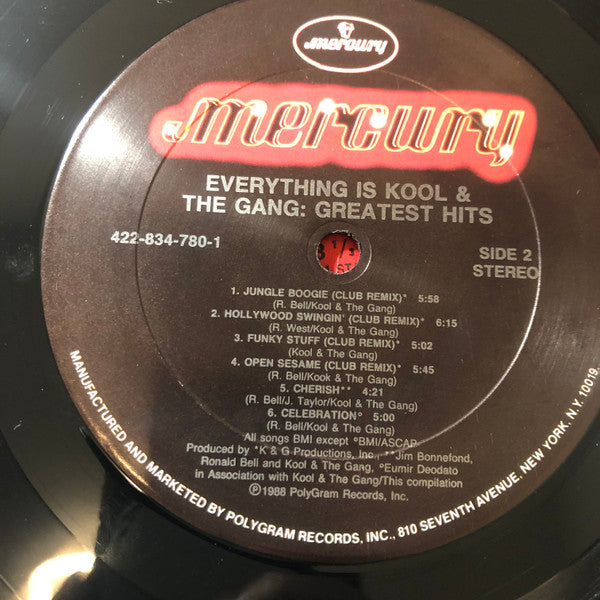 mercury
mercury
EVERYTHING IS KOOL &
THE GANG: GREATEST HITS
422-834-780-1
SIDE 2
STEREO
1. JUNGLE BOOGIE (CLUB REMIX)* 5:58
(R. Bell/Kool & The Gang)
2. HOLLYWOOD SWINGIN' (CLUB REMIX)* 6:15
(R. West/Kool & The Gang)
3. FUNKY STUFF (CLUB REMIX)* 5:02
(Kool & The Gang)
4. OPEN SESAME (CLUB REMIX)* 5:45
(R. Bell/Kook & The Gang)
5. CHERISH** 4:21
(R. Bell/J. Taylor/Kool & The Gang)
6. CELEBRATION° 5:00
(R. Bell/Kool & The Gang)
All songs BMI except °BMI/ASCAP
Produced by *K & G Productions, Inc., **Jim Bonnefond,
Ronald Bell and Kool & The Gang, °Eumir Deodato
in Association with Kool & The Gang/This compilation
℗1988 PolyGram Records, Inc.
MANUFACTURED AND MARKETED BY POLYGRAM RECORDS, INC., 810 SEVENTH AVENUE, NEW YORK, N.Y. 10019.